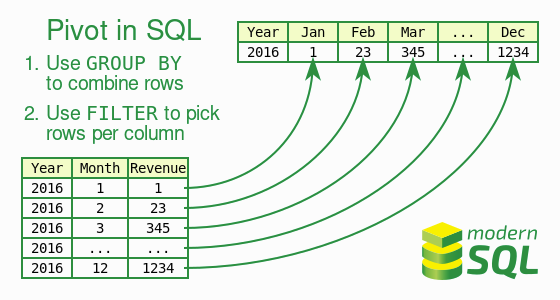 Pivot in SQL
1. Use GROUP BY
to combine rows
2. Use FILTER to pick
rows per column
Year Jan Feb Mar ... Dec
2016 1 23 345 ... 1234
Year Month Revenue
2016 1 1
2016 2 23
2016 3 345
2016 ... ...
2016 12 1234
modern
SQL